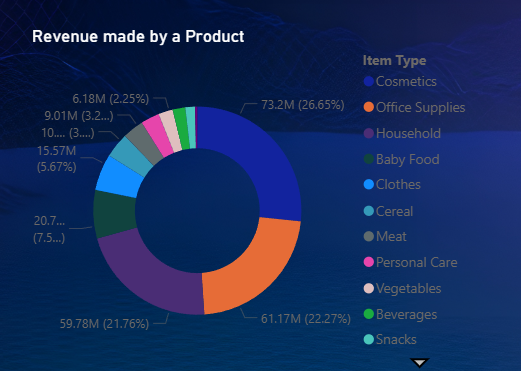 Revenue made by a Product
Item Type
Cosmetics
Office Supplies
Household
Baby Food
Clothes
Cereal
Meat
Personal Care
Vegetables
Beverages
Snacks
73.2M (26.65%)
61.17M (22.27%)
59.78M (21.76%)
20.7...
(7.5...)
15.57M
(5.67%)
10.... (3....)
9.01M (3.2...)
6.18M (2.25%)